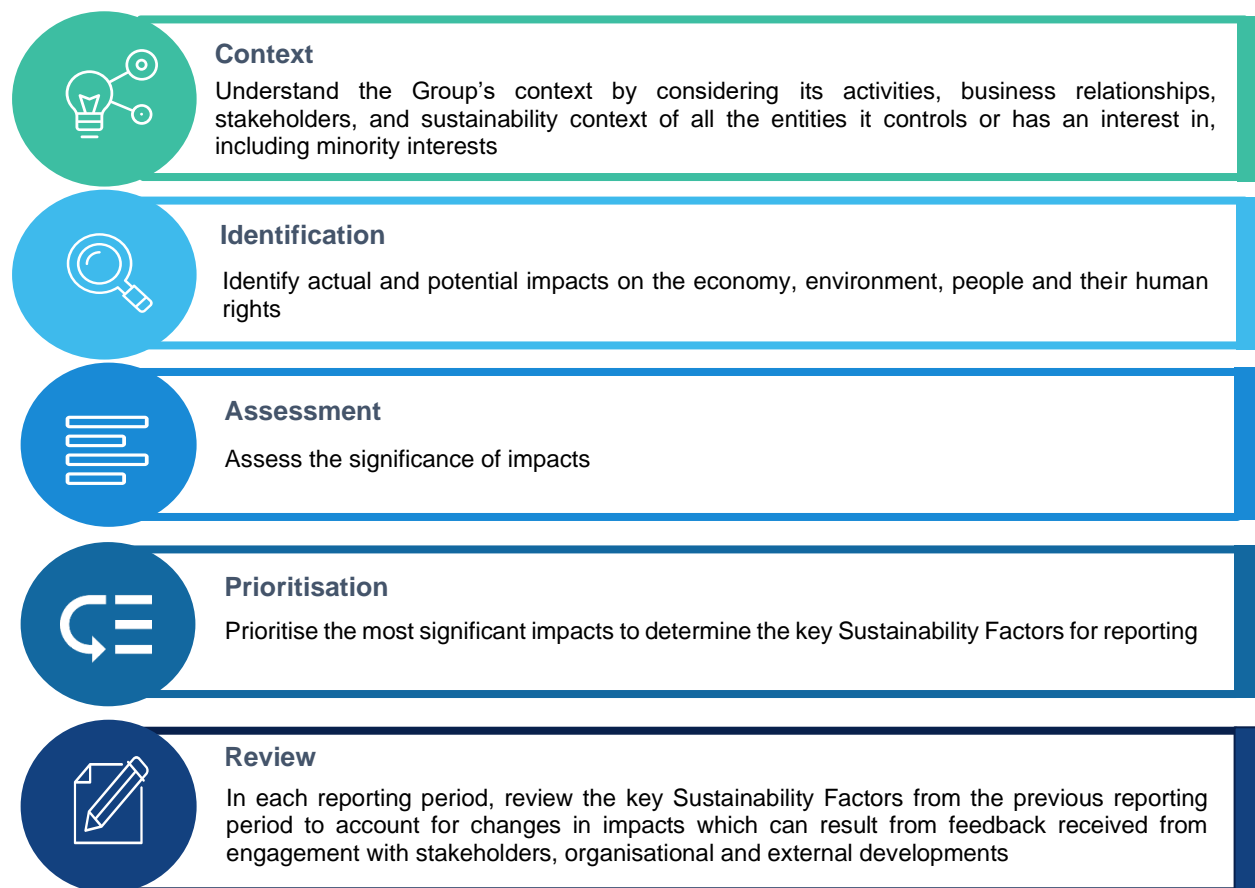 Context
Understand the Group's context by considering its activities, business relationships,
stakeholders, and sustainability context of all the entities it controls or has an interest in,
including minority interests
Identification
Identify actual and potential impacts on the economy, environment, people and their human
rights
Assessment
Assess the significance of impacts
Prioritisation
Prioritise the most significant impacts to determine the key Sustainability Factors for reporting
Review
In each reporting period, review the key Sustainability Factors from the previous reporting
period to account for changes in impacts which can result from feedback received from
engagement with stakeholders, organisational and external developments